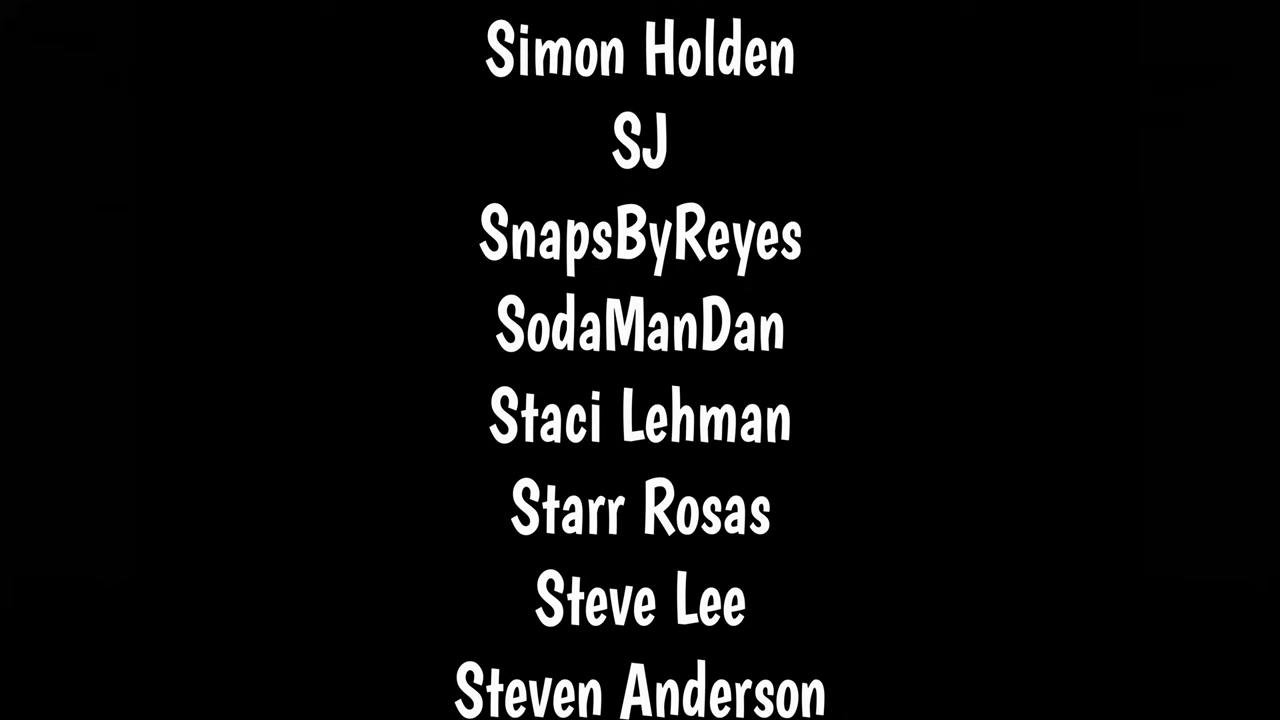 Simon Holden
SJ
SnapsByReyes
SodaManDan
Staci Lehman
Starr Rosas
Steve Lee
Steven Anderson